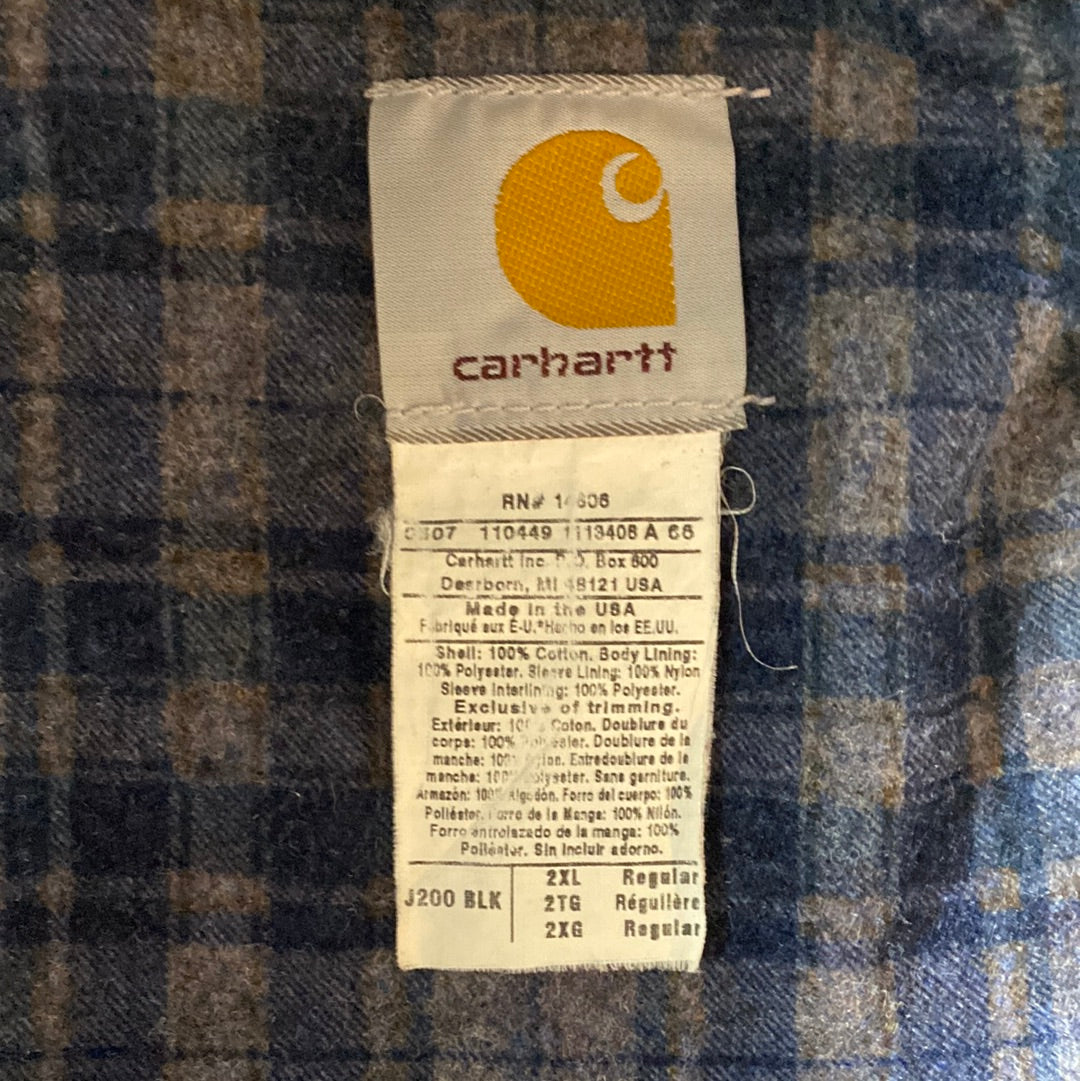 carhartt
RN# 14806
0307 110449 1113408 A 66
Carhartt Inc. P.O. Box 600
Dearborn, MI 48121 USA
Made in the USA
Fabriqué aux É-U.*Hecho en los EE.UU.
Shell: 100% Cotton. Body Lining:
100% Polyester. Sleeve Lining: 100% Nylon
Sleeve Interlining: 100% Polyester.
Exclusive of trimming.
Extérieur: 100% Coton. Doublure du
corps: 100% Polyester. Doublure de la
manche: 100% Nylon. Entredoublure de la
manche: 100% Polyester. Sans garniture.
Armazón: 100% Algodón. Forro del cuerpo: 100%
Poliéster. Forro de la Manga: 100% Nilón.
Forro entrelazado de la manga: 100%
Poliéster. Sin incluir adorno.
J200 BLK
2XL Regular
2TG Régulière
2XG Regular